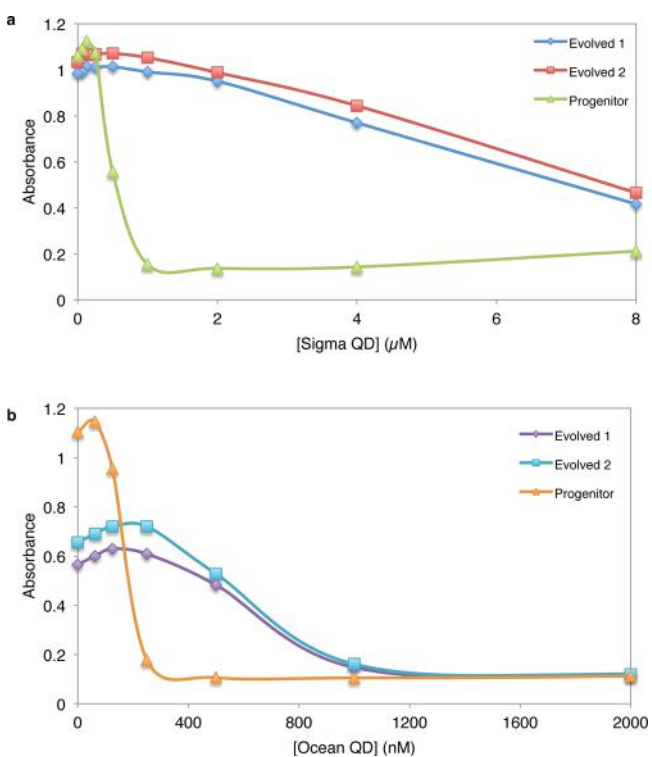 a
1.2
1
0.8
0.6
0.4
0.2
0
Absorbance
Evolved 1
Evolved 2
Progenitor
0 2 4 6 8
[Sigma QD] (µM)
b
1.2
1
0.8
0.6
0.4
0.2
0
Absorbance
Evolved 1
Evolved 2
Progenitor
0 400 800 1200 1600 2000
[Ocean QD] (nM)